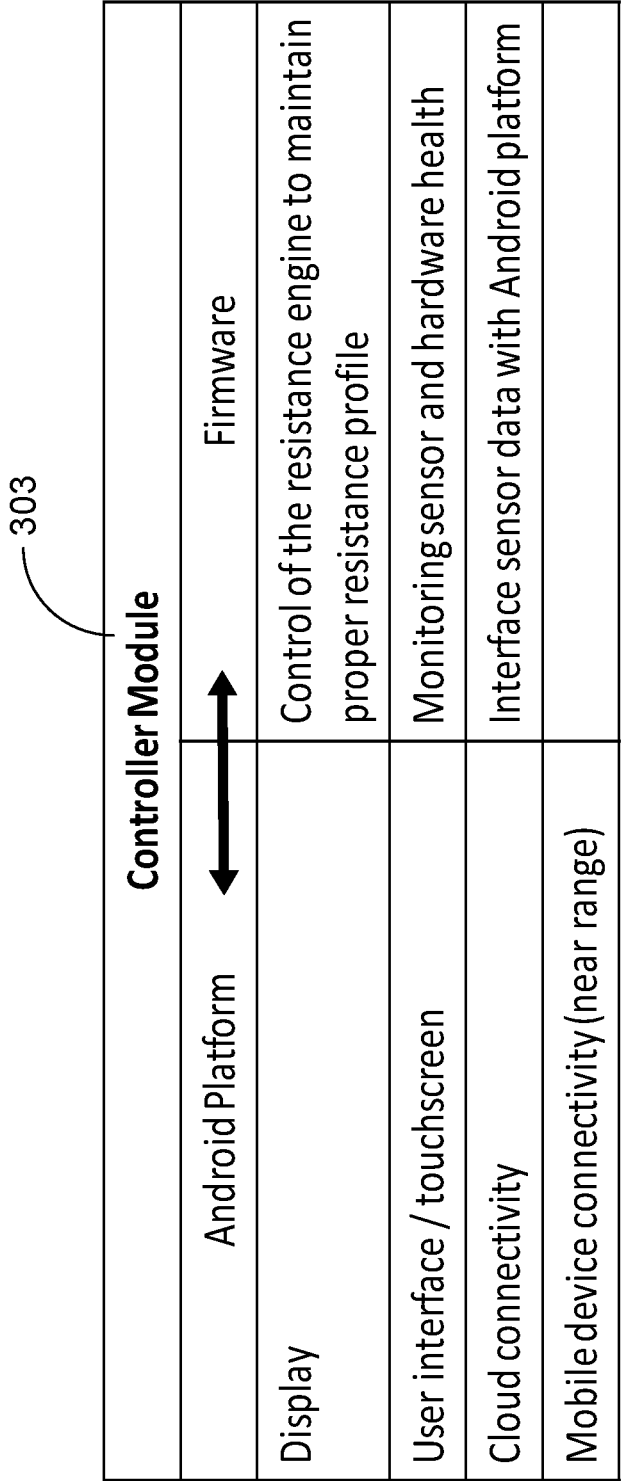 303
Controller Module
Android Platform
Firmware
Display
Control of the resistance engine to maintain
proper resistance profile
User interface / touchscreen
Monitoring sensor and hardware health
Cloud connectivity
Interface sensor data with Android platform
Mobile device connectivity (near range)